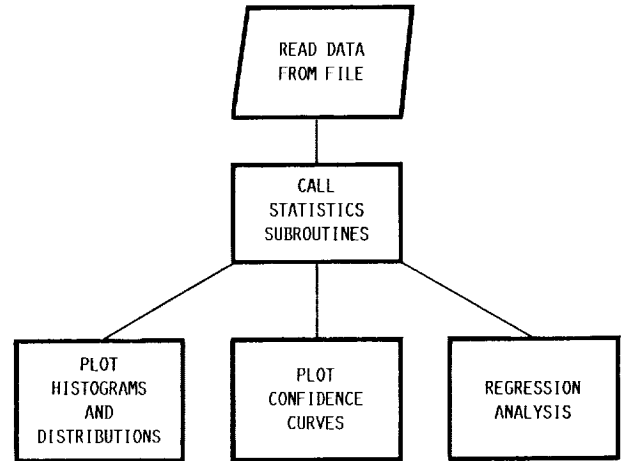 READ DATA
FROM FILE
CALL
STATISTICS
SUBROUTINES
PLOT
HISTOGRAMS
AND
DISTRIBUTIONS
PLOT
CONFIDENCE
CURVES
REGRESSION
ANALYSIS